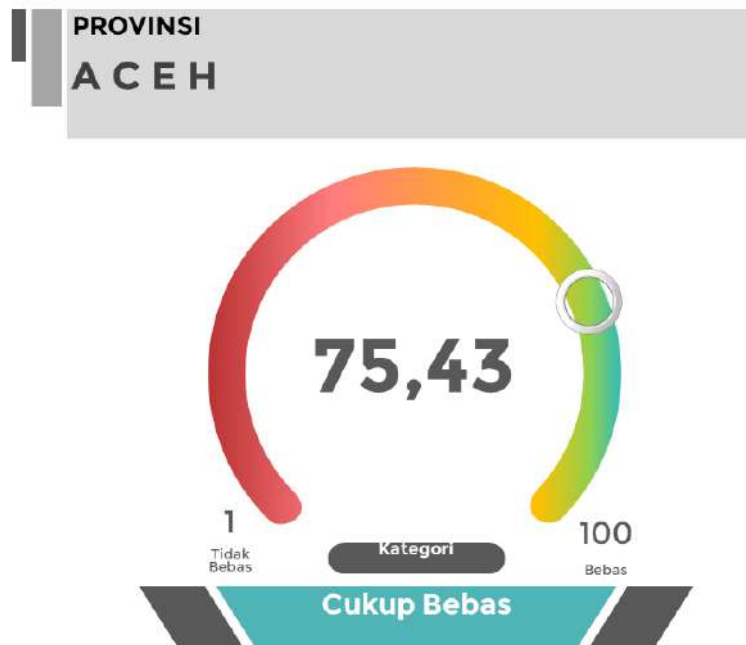 PROVINSI
ACEH
75,43
1
Tidak
Bebas
100
Bebas
Kategori
Cukup Bebas